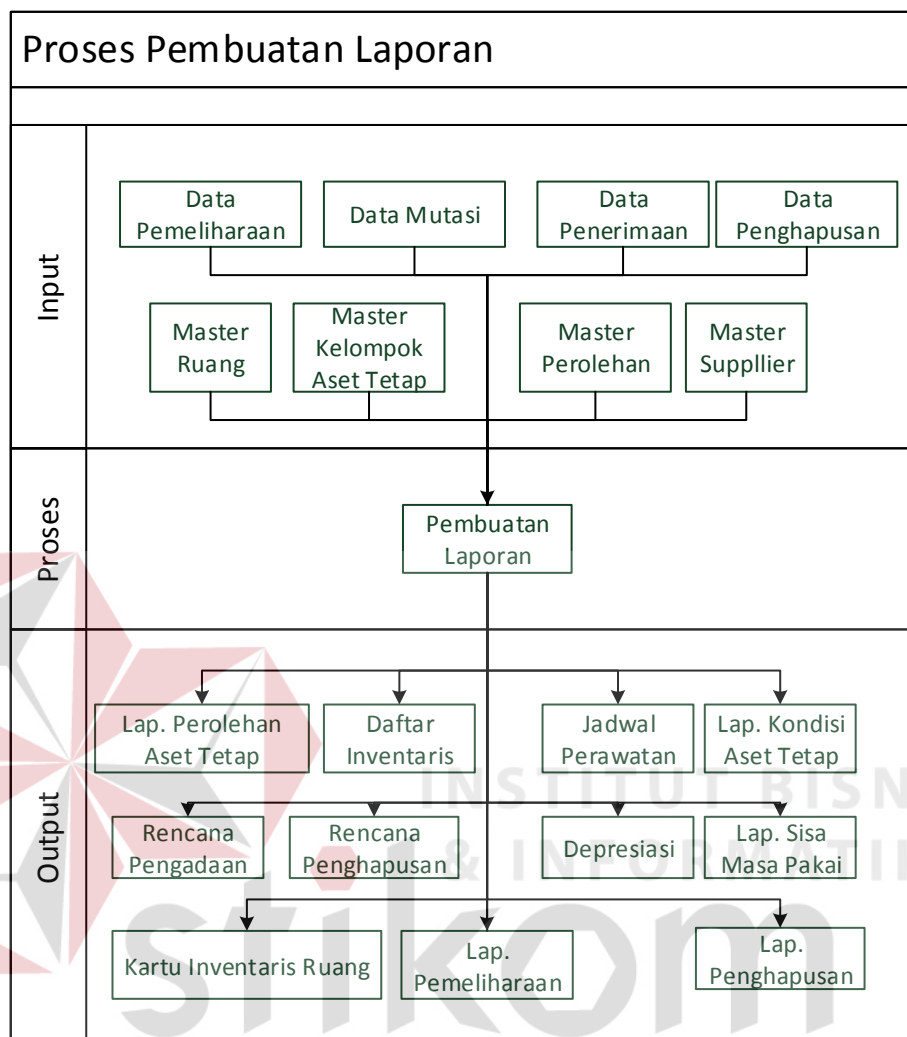 Proses Pembuatan Laporan
Input
Data
Pemeliharaan
Data Mutasi
Data
Penerimaan
Data
Penghapusan
Master
Ruang
Master
Kelompok
Aset Tetap
Master
Perolehan
Master
Suppllier
Proses
Pembuatan
Laporan
Output
Lap. Perolehan
Aset Tetap
Daftar
Inventaris
Jadwal
Perawatan
Lap. Kondisi
Aset Tetap
INSTITUT BISN
Rencana
Pengadaan
Rencana
Penghapusan
Depresiasi
Lap. Sisa
Masa Pakai
& INFORMATI
Kartu Inventaris Ruang
Lap.
Pemeliharaan
Lap.
Penghapusan
stikom